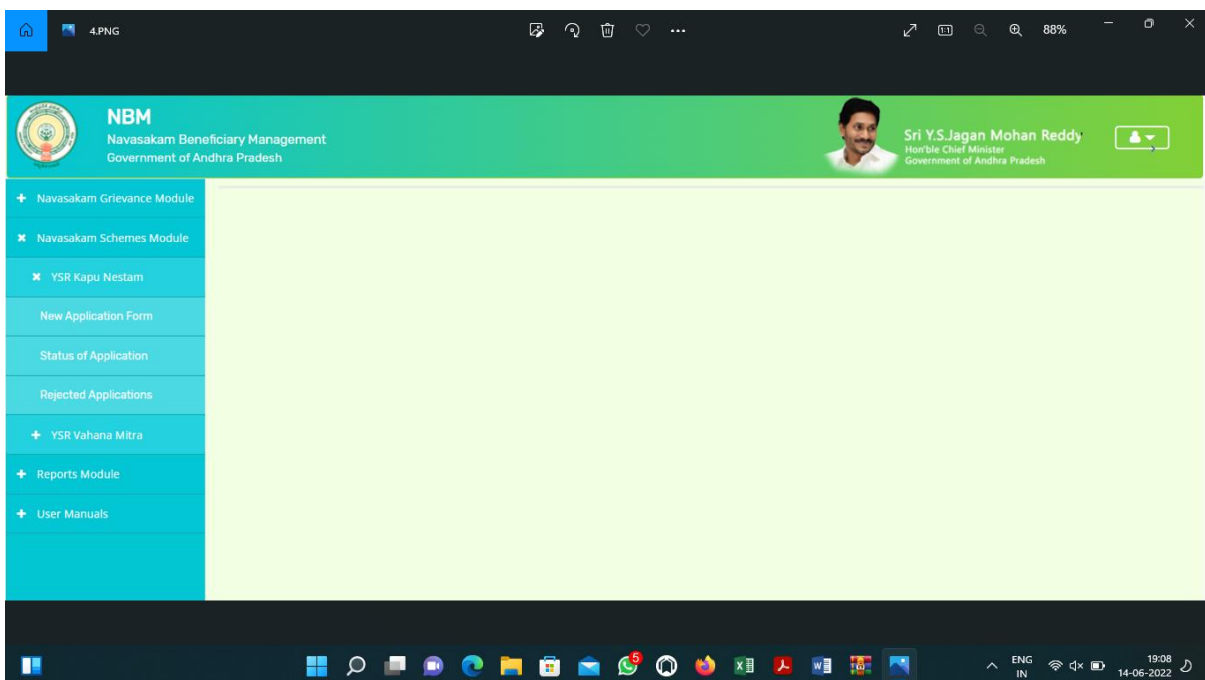 4.PNG
88%
NBM
Navasakam Beneficiary Management
Government of Andhra Pradesh
Sri Y.S.Jagan Mohan Reddy
Hon'ble Chief Minister
Government of Andhra Pradesh
Navasakam Grievance Module
Navasakam Schemes Module
YSR Kapu Nestam
New Application Form
Status of Application
Rejected Applications
YSR Vahana Mitra
Reports Module
User Manuals
5
ENG
IN
19:08
14-06-2022